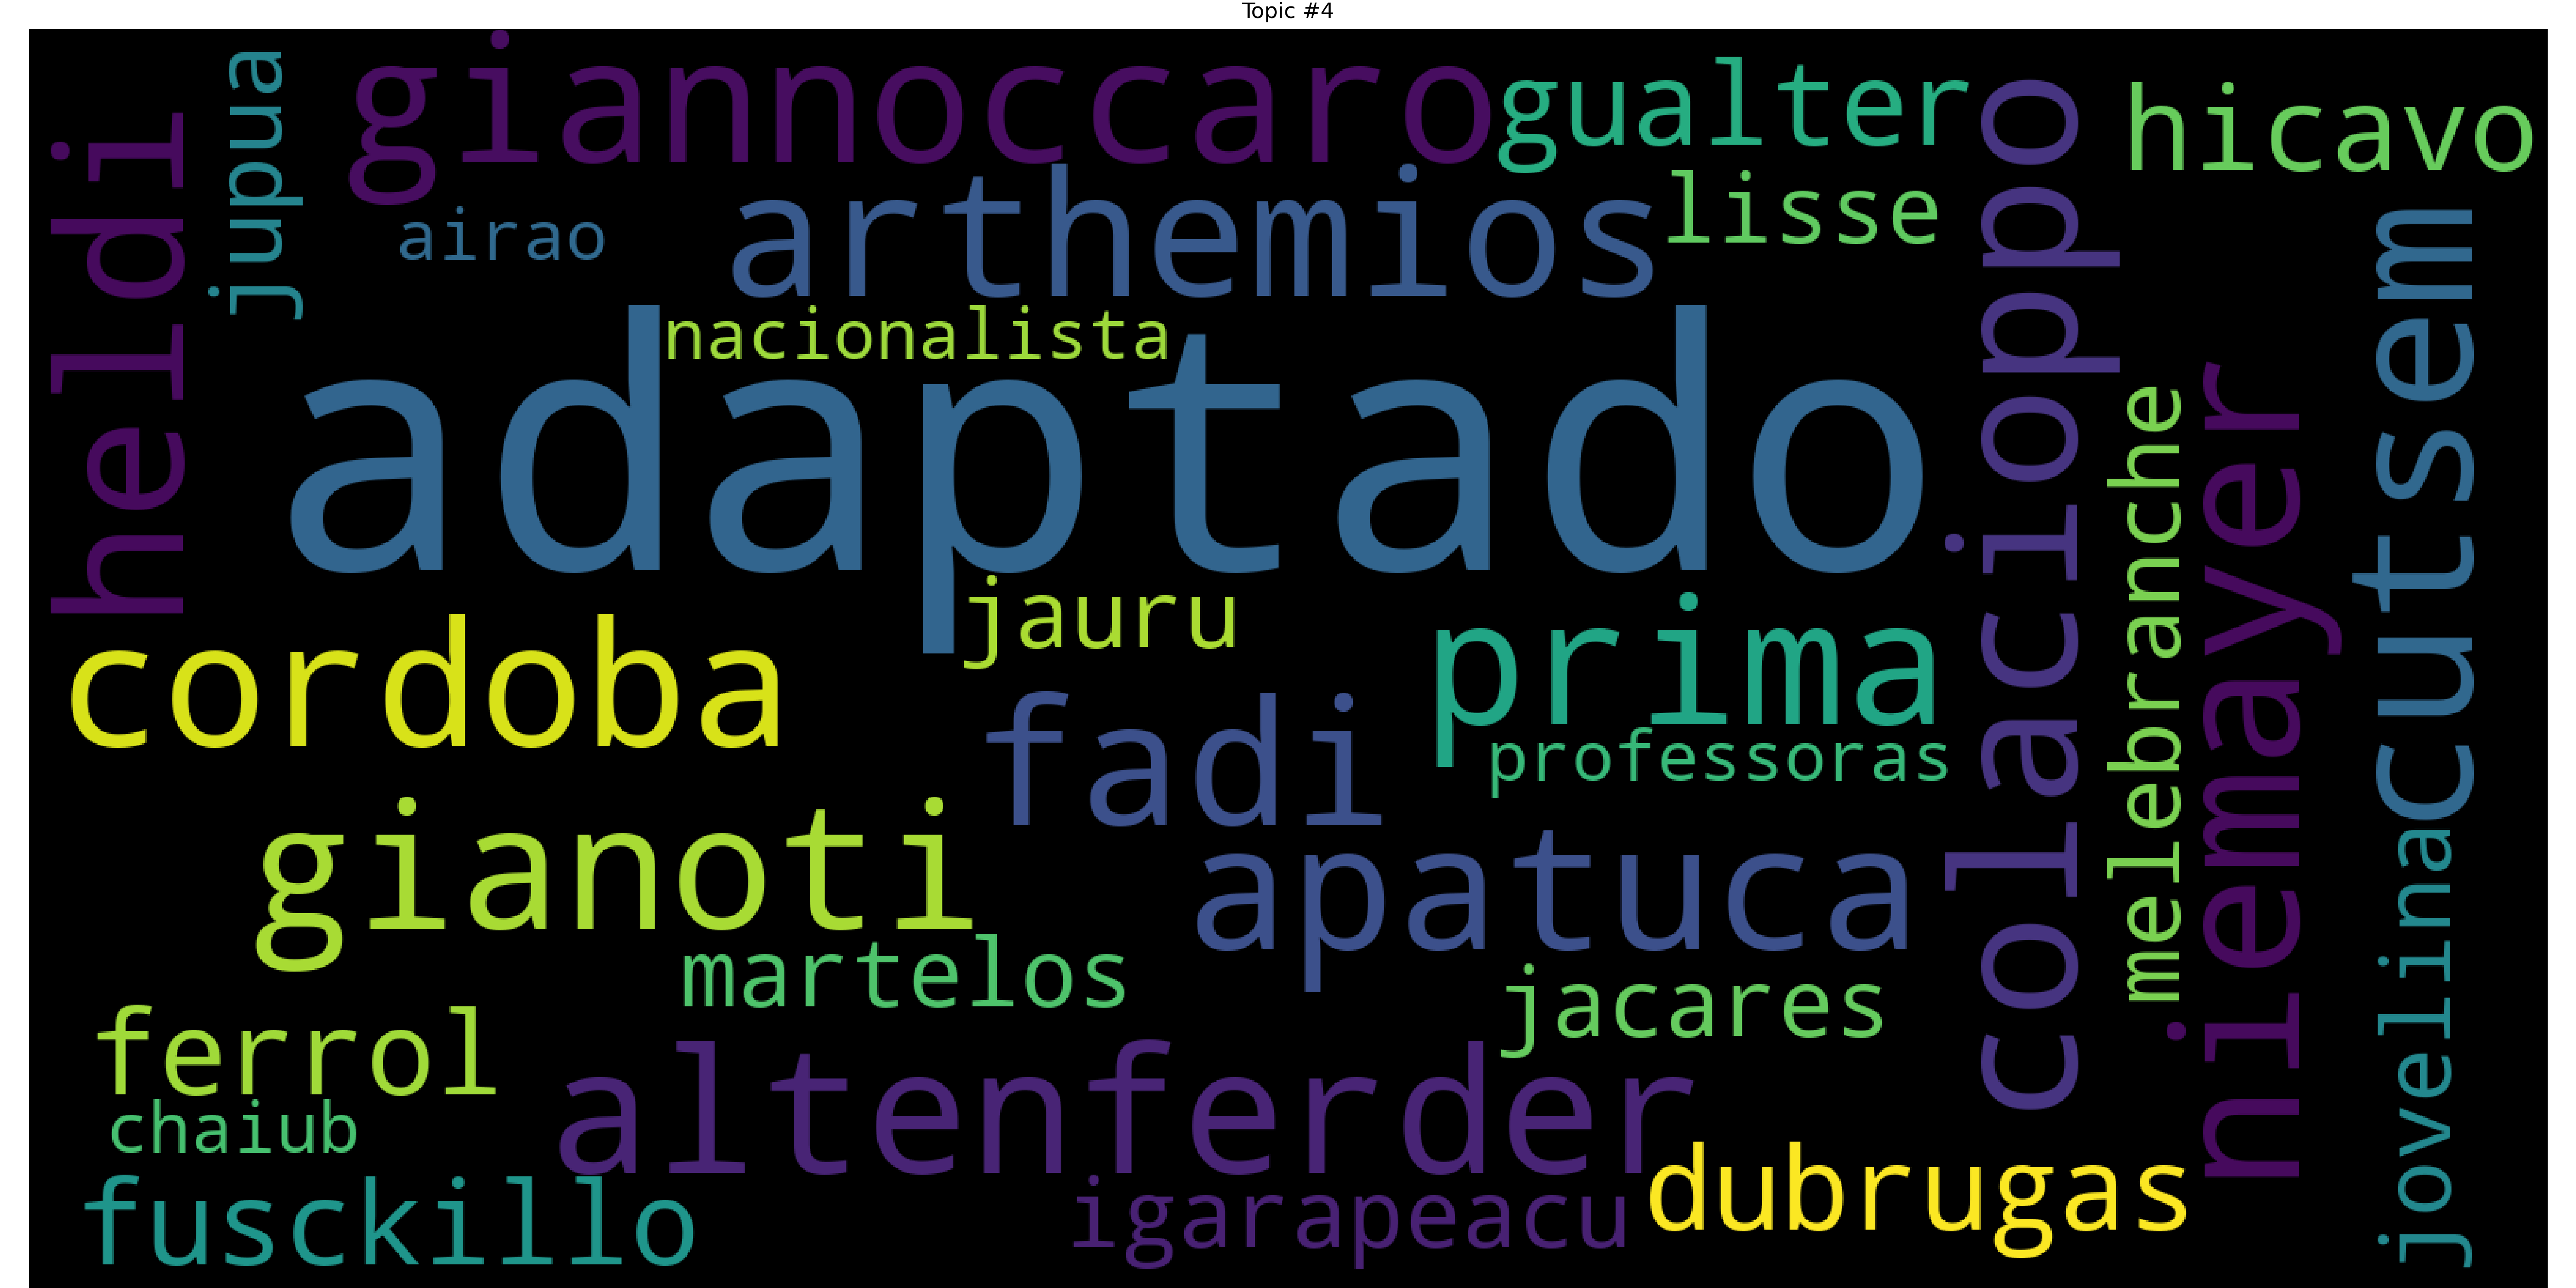 Topic #4
heldi
jupua
giannoccaro
gualter
hicavo
airao
arthemios
lisse
colacioppo
cutsem
nacionalista
adaptado
melebranche
niemayer
jauru
cordoba
prima
fadi
professoras
gianoti
apatuca
martelos
jacares
jovelina
ferrol
altenferder
chaiub
dubrugas
fusckillo
igarapeacu